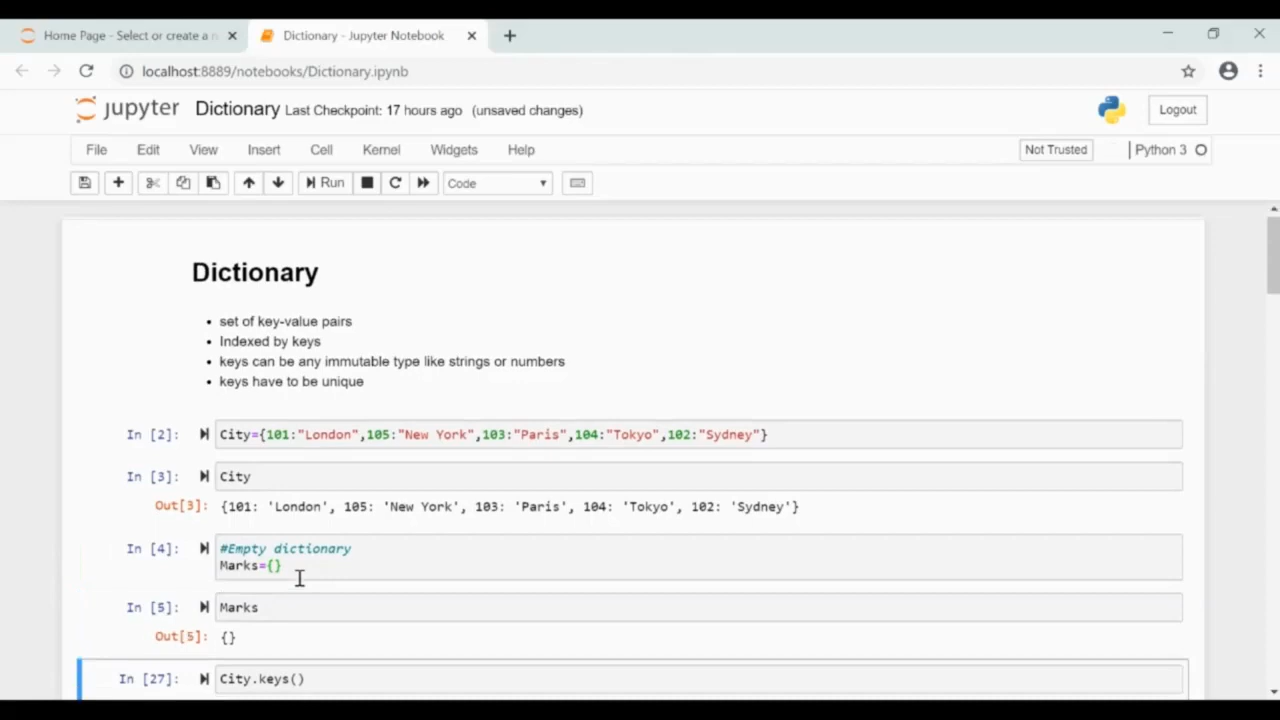 Home Page - Select or create a n
Dictionary - Jupyter Notebook
localhost:8889/notebooks/Dictionary.ipynb
jupyter Dictionary Last Checkpoint: 17 hours ago (unsaved changes)
Logout
File Edit View Insert Cell Kernel Widgets Help
Not Trusted
Python 3
Run
Code
Dictionary
set of key-value pairs
Indexed by keys
keys can be any immutable type like strings or numbers
keys have to be unique
In [2]: City={101:"London",105:"New York",103:"Paris",104:"Tokyo",102:"Sydney"}
In [3]: City
Out[3]: {101: 'London', 105: 'New York', 103: 'Paris', 104: 'Tokyo', 102: 'Sydney'}
In [4]: #Empty dictionary
Marks={}
In [5]: Marks
Out[5]: {}
In [27]: City.keys()